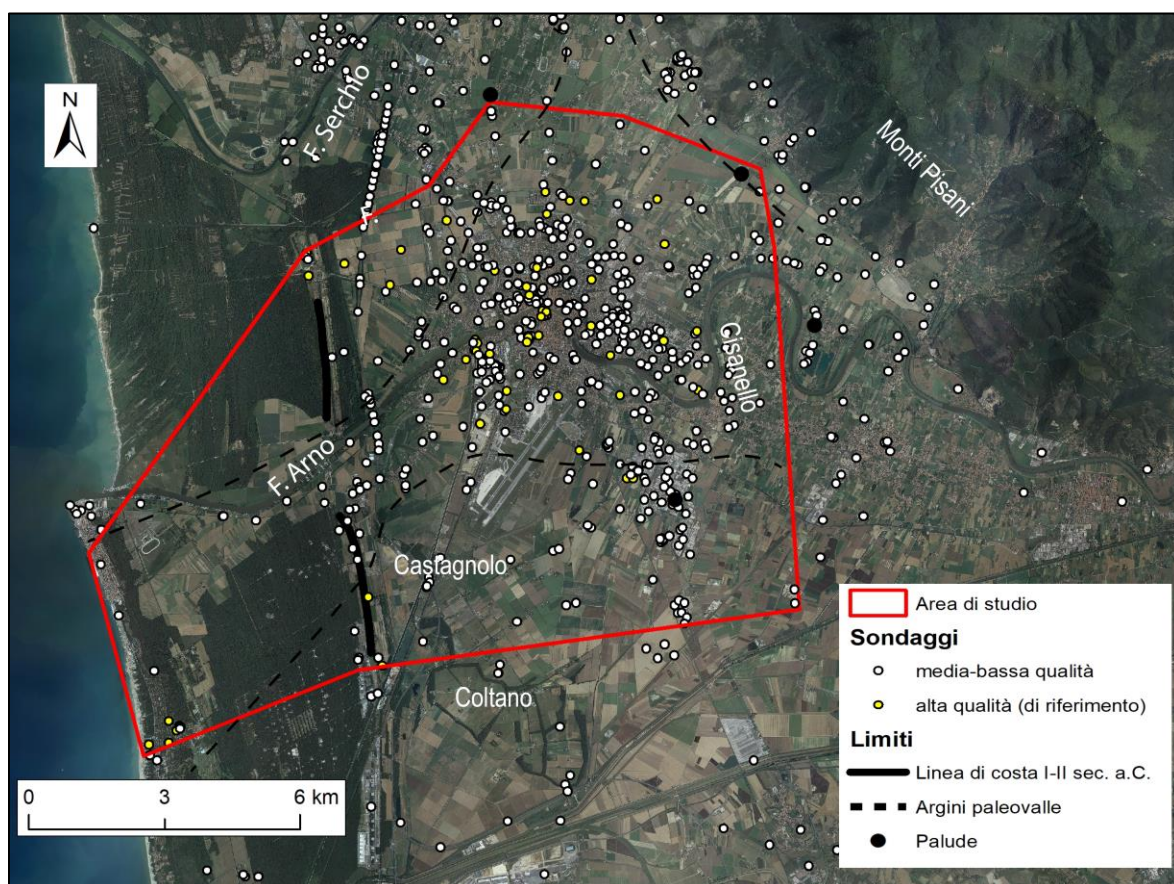 N
F. Serchio
Monti Pisani
Cisanello
F. Arno
Castagnolo
Coltano
0 3 6 km
Area di studio
Sondaggi
media-bassa qualità
alta qualità (di riferimento)
Limiti
Linea di costa I-II sec. a.C.
Argini paleovalle
Palude